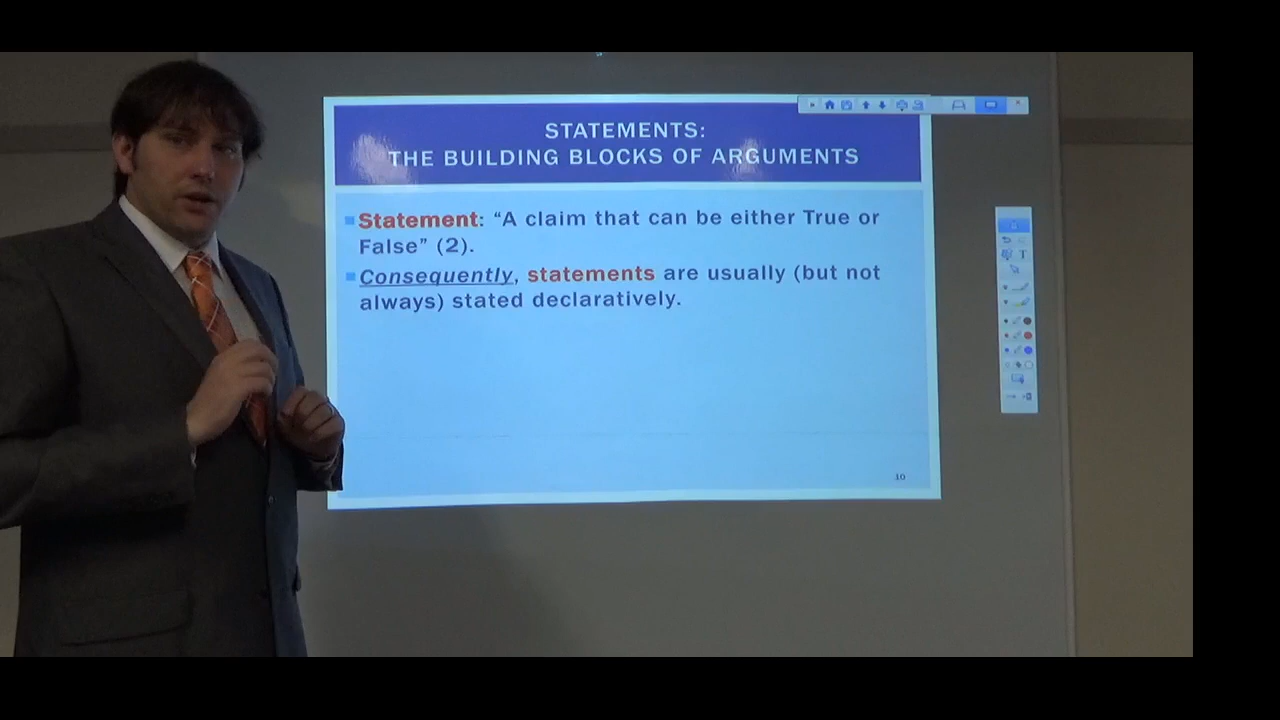 STATEMENTS:
THE BUILDING BLOCKS OF ARGUMENTS
Statement: “A claim that can be either True or
False” (2).
Consequently, statements are usually (but not
always) stated declaratively.
10
T